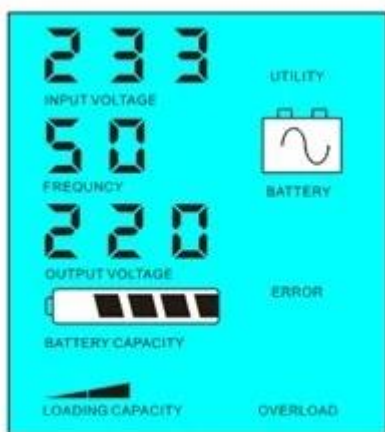 233
UTILITY
INPUT VOLTAGE
50
FREQUNCY
BATTERY
220
OUTPUT VOLTAGE
ERROR
BATTERY CAPACITY
LOADING CAPACITY
OVERLOAD